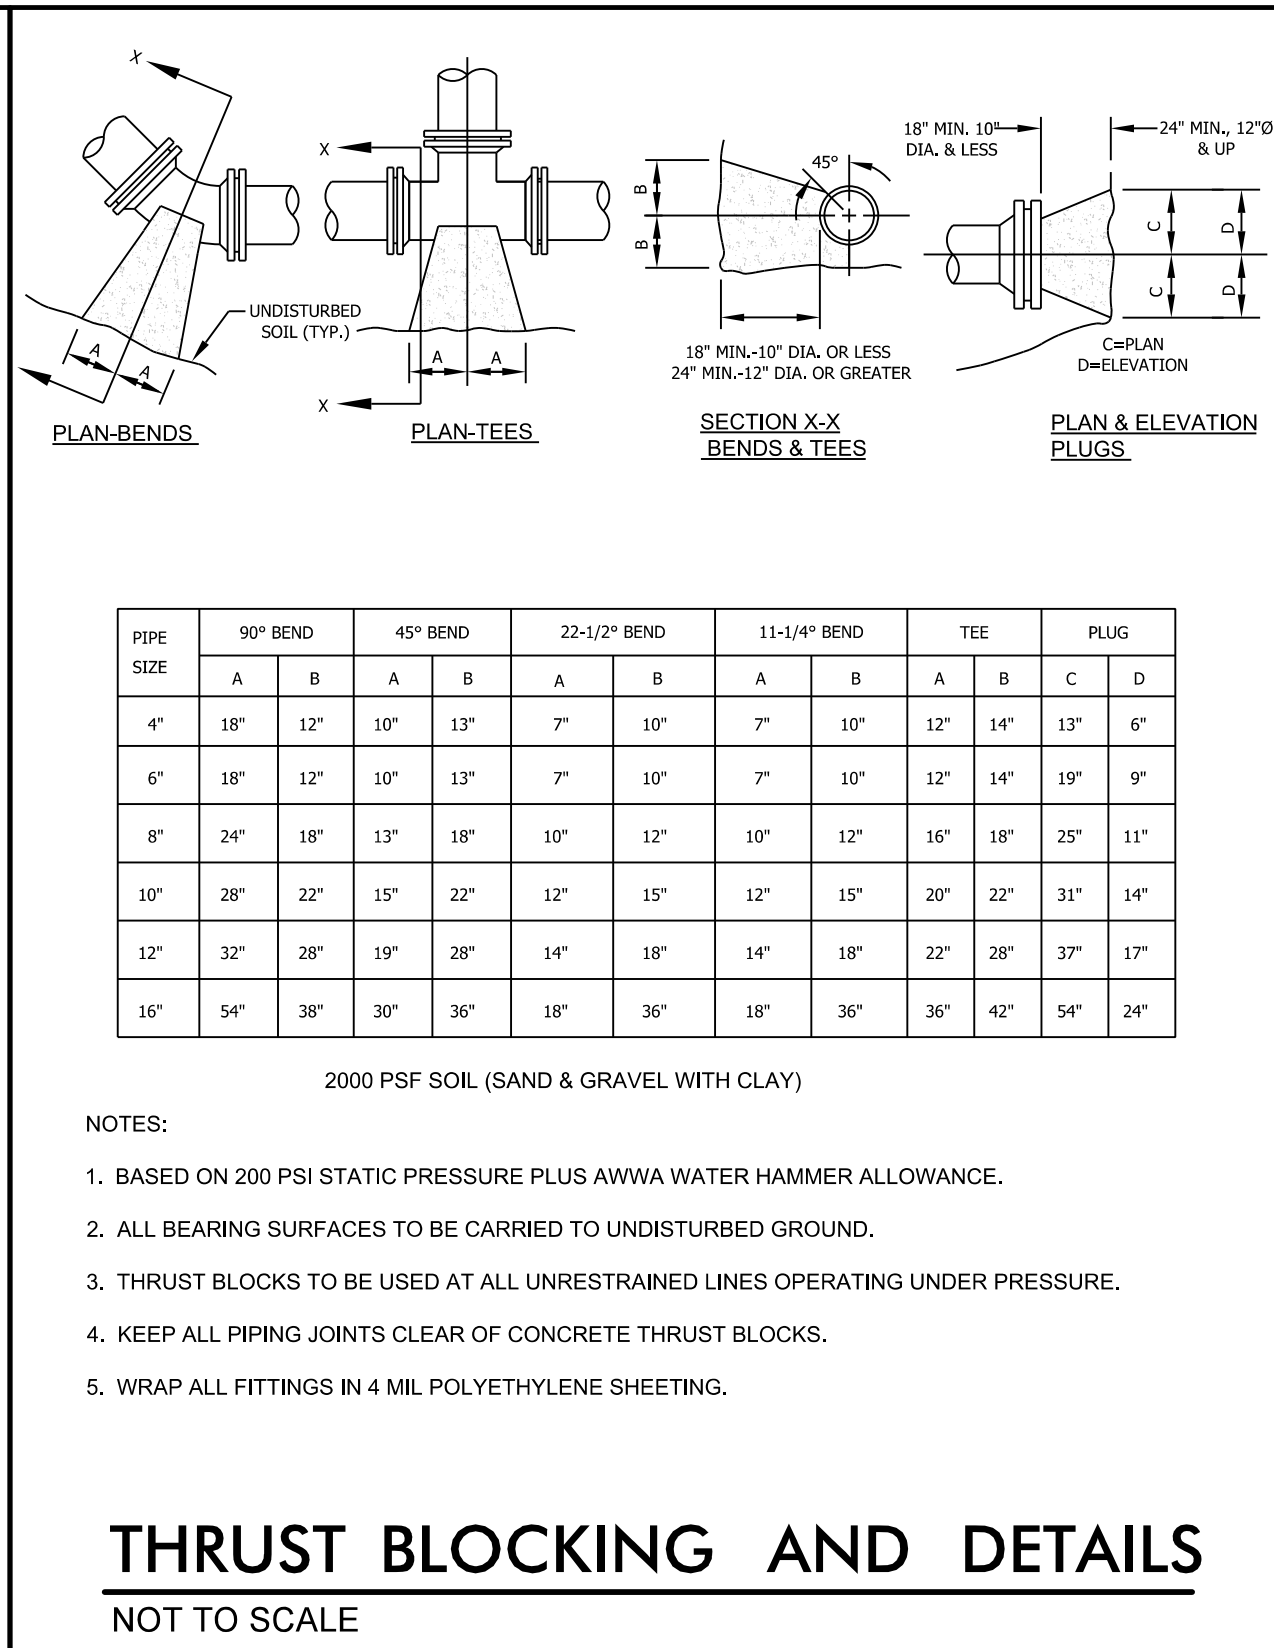 X
X
UNDISTURBED
SOIL (TYP.)
A
A
PLAN-BENDS
X
A A
X
PLAN-TEES
45°
B
B
18" MIN.-10" DIA. OR LESS
24" MIN.-12" DIA. OR GREATER
SECTION X-X
BENDS & TEES
18" MIN. 10"
DIA. & LESS
24" MIN., 12"Ø
& UP
C D
C D
C=PLAN
D=ELEVATION
PLAN & ELEVATION
PLUGS
PIPE SIZE 90° BEND 45° BEND 22-1/2° BEND 11-1/4° BEND TEE PLUG
A B A B A B A B A B C D
4" 18" 12" 10" 13" 7" 10" 7" 10" 12" 14" 13" 6"
6" 18" 12" 10" 13" 7" 10" 7" 10" 12" 14" 19" 9"
8" 24" 18" 13" 18" 10" 12" 10" 12" 16" 18" 25" 11"
10" 28" 22" 15" 22" 12" 15" 12" 15" 20" 22" 31" 14"
12" 32" 28" 19" 28" 14" 18" 14" 18" 22" 28" 37" 17"
16" 54" 38" 30" 36" 18" 36" 18" 36" 36" 42" 54" 24"
2000 PSF SOIL (SAND & GRAVEL WITH CLAY)
NOTES:
1. BASED ON 200 PSI STATIC PRESSURE PLUS AWWA WATER HAMMER ALLOWANCE.
2. ALL BEARING SURFACES TO BE CARRIED TO UNDISTURBED GROUND.
3. THRUST BLOCKS TO BE USED AT ALL UNRESTRAINED LINES OPERATING UNDER PRESSURE.
4. KEEP ALL PIPING JOINTS CLEAR OF CONCRETE THRUST BLOCKS.
5. WRAP ALL FITTINGS IN 4 MIL POLYETHYLENE SHEETING.
THRUST BLOCKING AND DETAILS
NOT TO SCALE